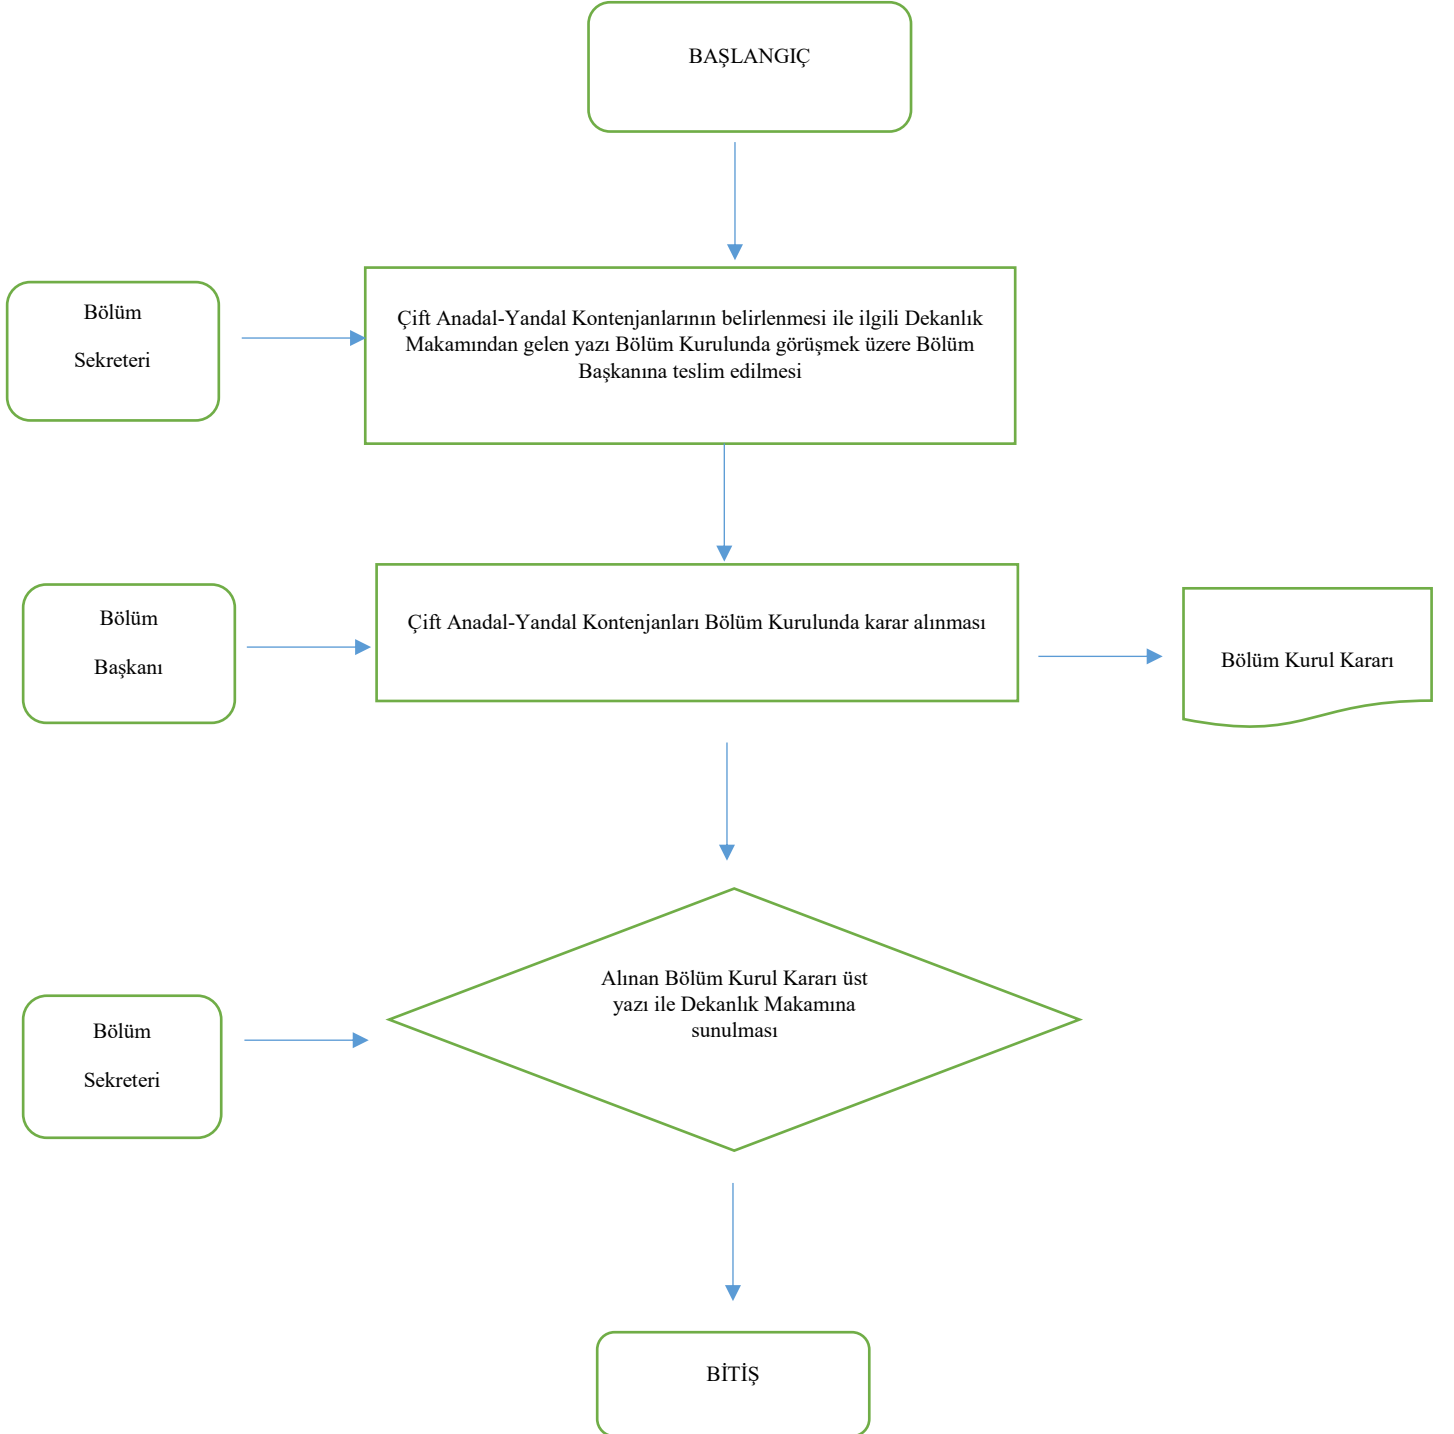 BAŞLANGIÇ
Bölüm
Sekreteri
Çift Anadal-Yandal Kontenjanlarının belirlenmesi ile ilgili Dekanlık
Makamından gelen yazı Bölüm Kurulunda görüşmek üzere Bölüm
Başkanına teslim edilmesi
Bölüm
Başkanı
Çift Anadal-Yandal Kontenjanları Bölüm Kurulunda karar alınması
Bölüm Kurul Kararı
Alınan Bölüm Kurul Kararı üst
yazı ile Dekanlık Makamına
sunulması
Bölüm
Sekreteri
BİTİŞ